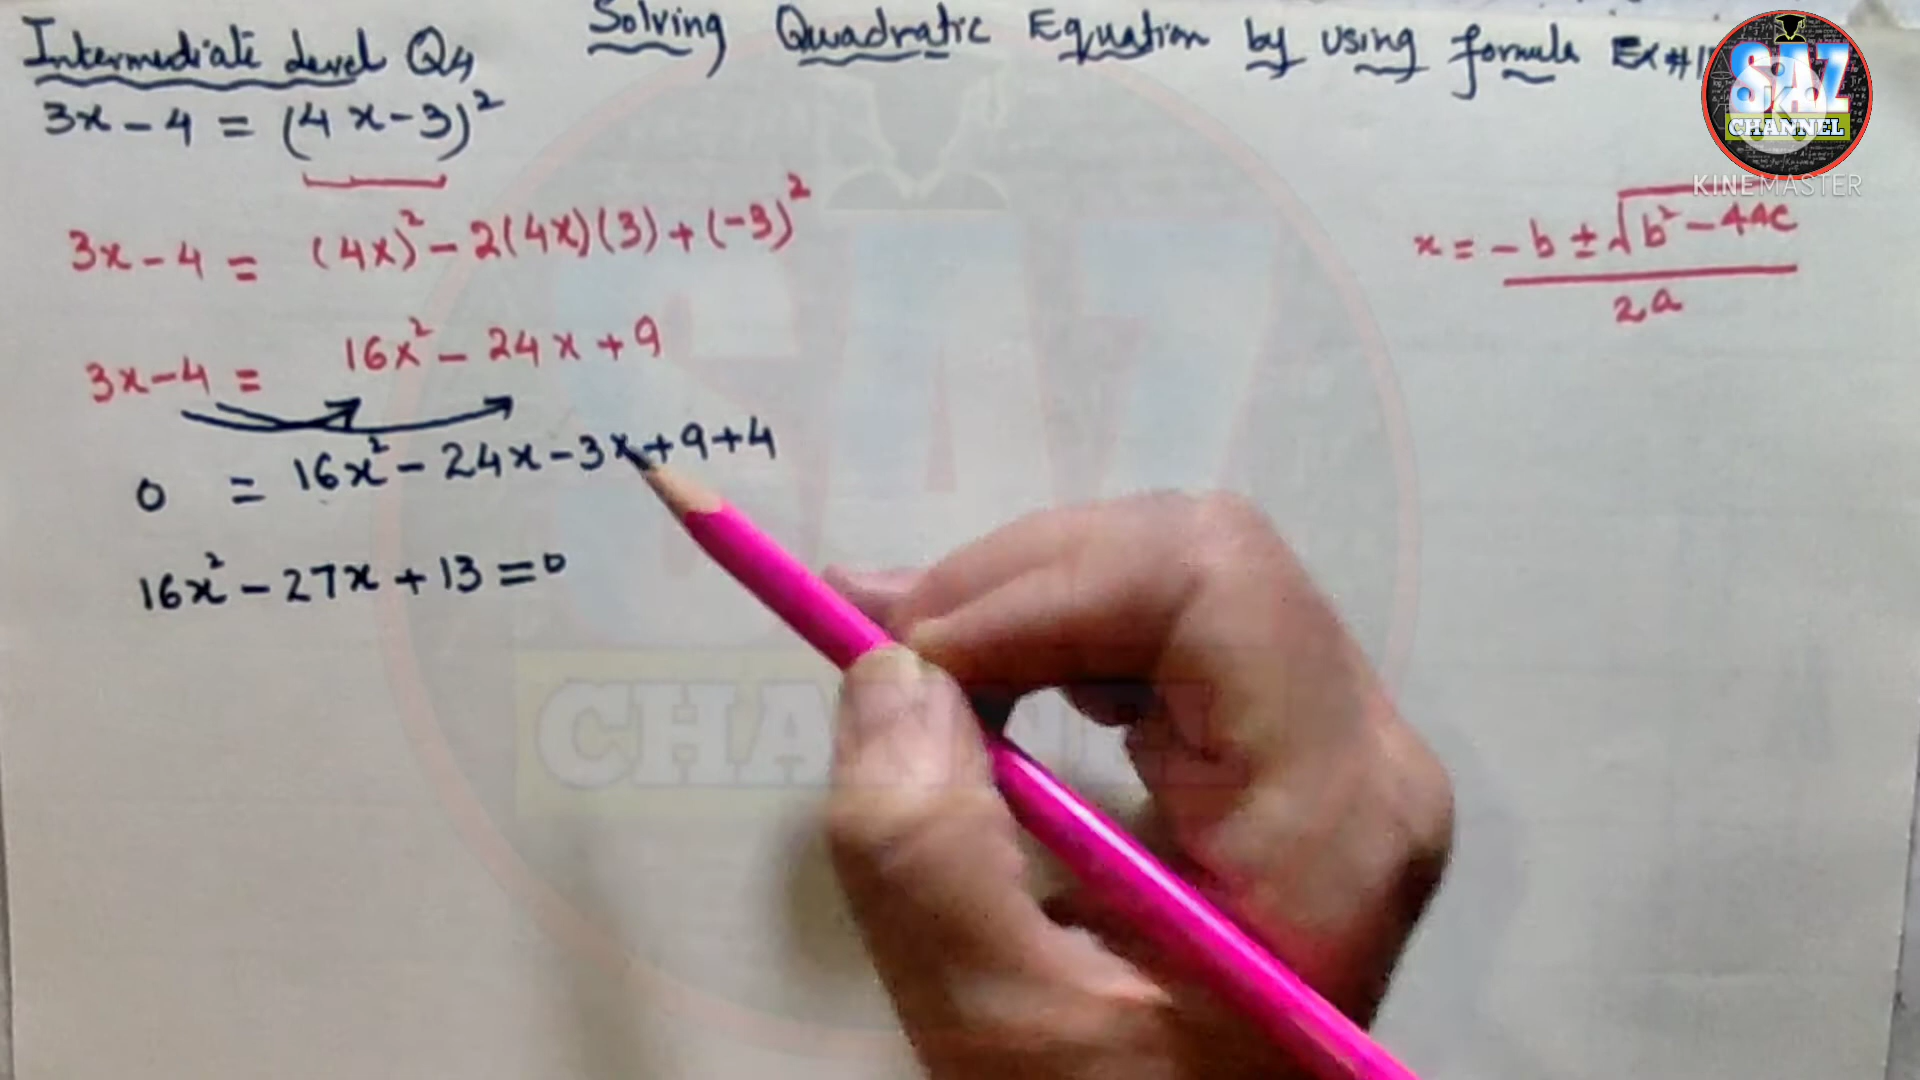 Intermediate Level Q4
Solving Quadratic Equation by using formula Ex #1
3x - 4 = (4x - 3)²
3x - 4 = (4x)² - 2(4x)(3) + (-3)²
3x - 4 = 16x² - 24x + 9
0 = 16x² - 24x - 3x + 9 + 4
16x² - 27x + 13 = 0
x = -b ± √b² - 4AC
2a
SAZ
CHANNEL
KINEMASTER
CHANNEL